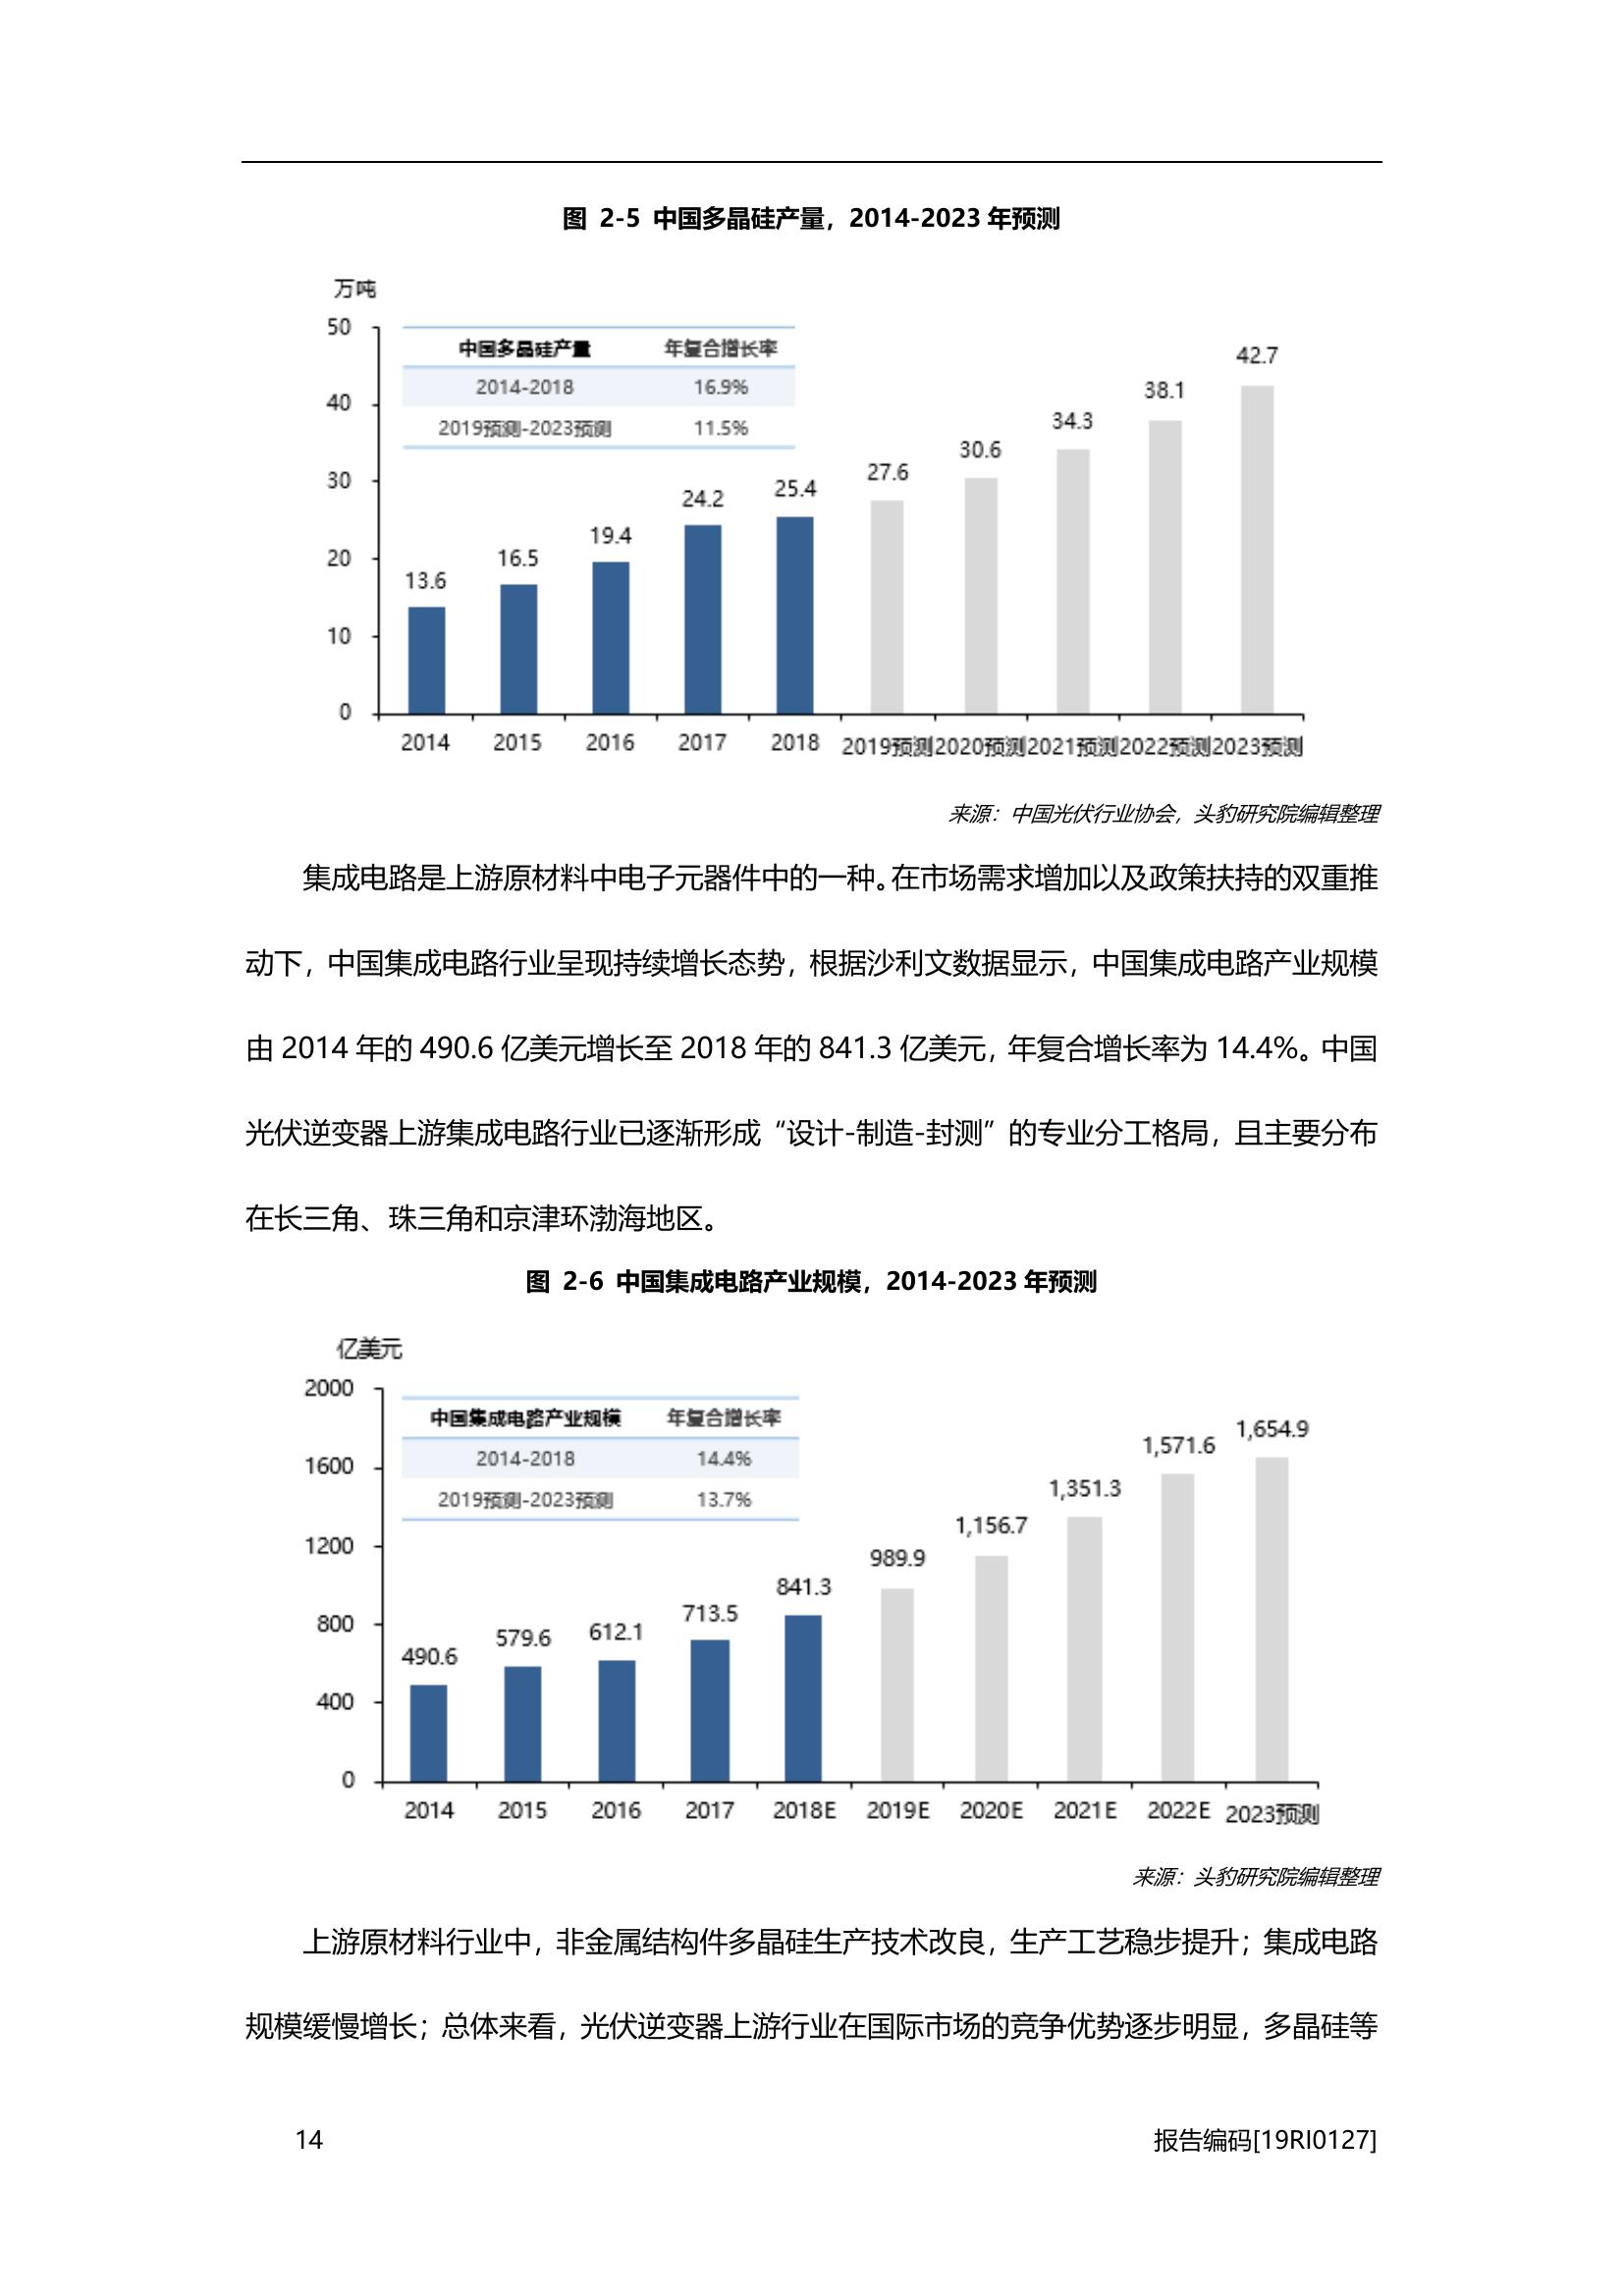 图 2-5 中国多晶硅产量，2014-2023 年预测
万吨
50
40
30
20
10
0
中国多晶硅产量 年复合增长率
2014-2018 16.9%
2019预测-2023预测 11.5%
13.6 16.5 19.4 24.2 25.4 27.6 30.6 34.3 38.1 42.7
2014 2015 2016 2017 2018 2019预测 2020预测 2021预测 2022预测 2023预测
来源：中国光伏行业协会，头豹研究院编辑整理
集成电路是上游原材料中电子元器件中的一种。在市场需求增加以及政策扶持的双重推
动下，中国集成电路行业呈现持续增长态势，根据沙利文数据显示，中国集成电路产业规模
由 2014 年的 490.6 亿美元增长至 2018 年的 841.3 亿美元，年复合增长率为 14.4%。中国
光伏逆变器上游集成电路行业已逐渐形成“设计-制造-封测”的专业分工格局，且主要分布
在长三角、珠三角和京津环渤海地区。
图 2-6 中国集成电路产业规模，2014-2023 年预测
亿美元
2000
1600
1200
800
400
0
中国集成电路产业规模 年复合增长率
2014-2018 14.4%
2019预测-2023预测 13.7%
490.6 579.6 612.1 713.5 841.3 989.9 1,156.7 1,351.3 1,571.6 1,654.9
2014 2015 2016 2017 2018E 2019E 2020E 2021E 2022E 2023预测
来源：头豹研究院编辑整理
上游原材料行业中，非金属结构件多晶硅生产技术改良，生产工艺稳步提升；集成电路
规模缓慢增长；总体来看，光伏逆变器上游行业在国际市场的竞争优势逐步明显，多晶硅等
14 报告编码[19RI0127]